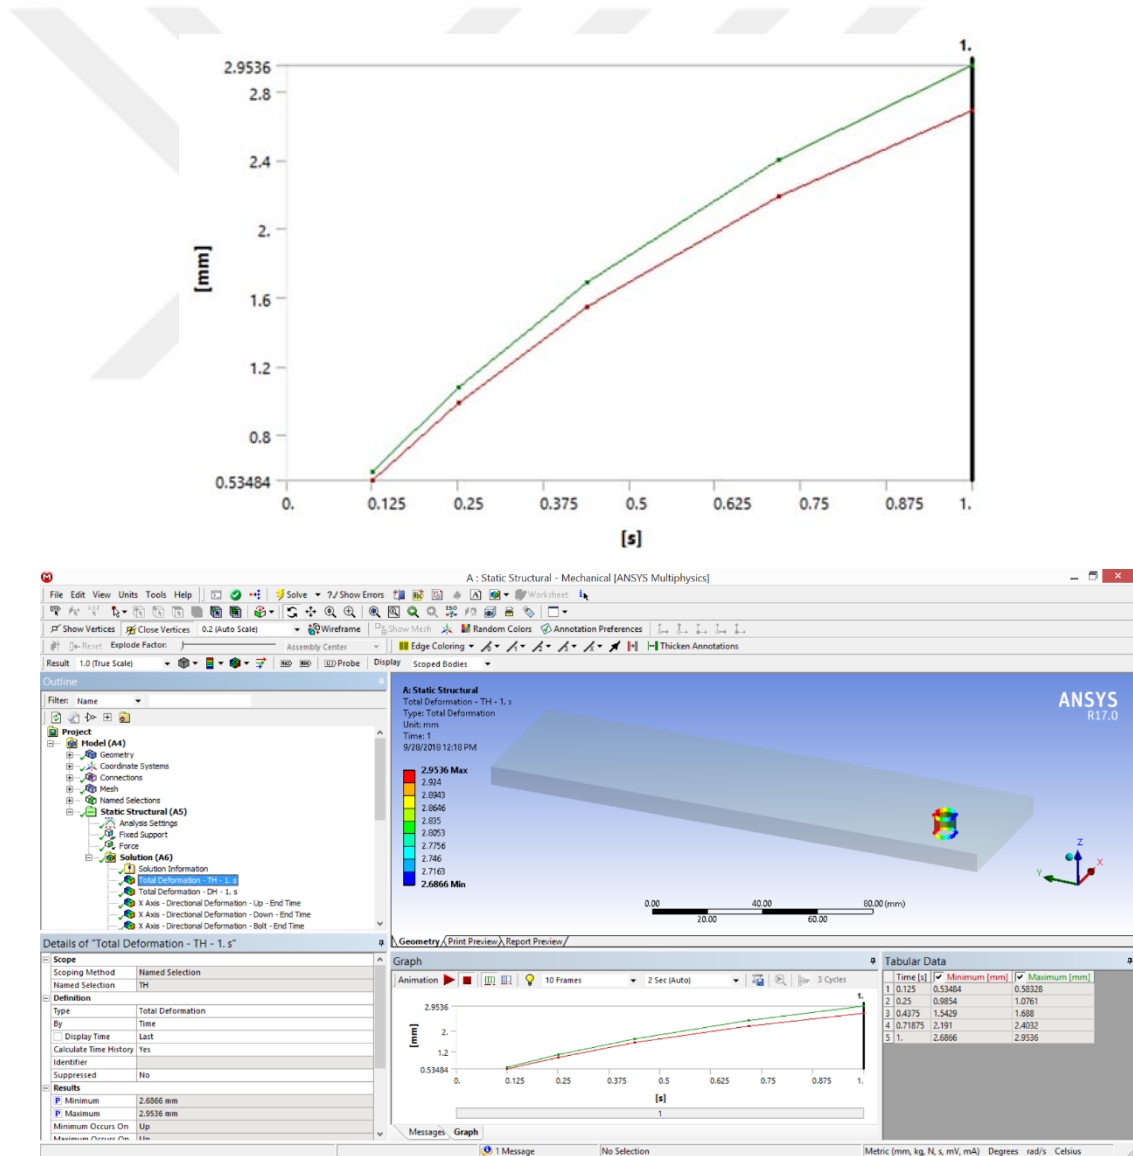 1.
2.9536
2.8
2.4
2.
1.6
1.2
0.8
0.53484
[mm]
0. 0.125 0.25 0.375 0.5 0.625 0.75 0.875 1.
[s]
A : Static Structural - Mechanical [ANSYS Multiphysics]
File Edit View Units Tools Help Solve ?/ Show Errors Worksheet
Show Vertices Close Vertices 0.2 (Auto Scale) Wireframe Show Mesh Random Colors Annotation Preferences
Reset Explode Factor: Assembly Center Edge Coloring Thicken Annotations
Result 1.0 (True Scale) Probe Display Scoped Bodies
Outline
Filter: Name
Project
Model (A4)
Geometry
Coordinate Systems
Connections
Mesh
Named Selections
Static Structural (A5)
Analysis Settings
Fixed Support
Force
Solution (A6)
Solution Information
Total Deformation - TH - 1. s
Total Deformation - DH - 1. s
X Axis - Directional Deformation - Up - End Time
X Axis - Directional Deformation - Down - End Time
X Axis - Directional Deformation - Bolt - End Time
A: Static Structural
Total Deformation - TH - 1. s
Type: Total Deformation
Unit: mm
Time: 1
9/28/2018 12:18 PM
2.9536 Max
2.924
2.8943
2.8646
2.835
2.8053
2.7756
2.746
2.7163
2.6866 Min
ANSYS
R17.0
Z
X
Y
0.00 40.00 80.00 (mm)
20.00 60.00
Geometry Print Preview Report Preview
Details of "Total Deformation - TH - 1. s"
Scope
Scoping Method Named Selection
Named Selection TH
Definition
Type Total Deformation
By Time
Display Time Last
Calculate Time History Yes
Identifier
Suppressed No
Results
Minimum 2.6866 mm
Maximum 2.9536 mm
Minimum Occurs On Up
Maximum Occurs On Up
Graph
Animation 10 Frames 2 Sec (Auto) 3 Cycles
1.
2.9536
2.
1.2
0.53484
[mm]
0. 0.125 0.25 0.375 0.5 0.625 0.75 0.875 1.
[s]
1
Messages Graph
Tabular Data
Time [s] Minimum [mm] Maximum [mm]
1 0.125 0.53484 0.58328
2 0.25 0.9854 1.0761
3 0.4375 1.5429 1.688
4 0.71875 2.191 2.4032
5 1. 2.6866 2.9536
1 Message No Selection Metric (mm, kg, N, s, mV, mA) Degrees rad/s Celsius